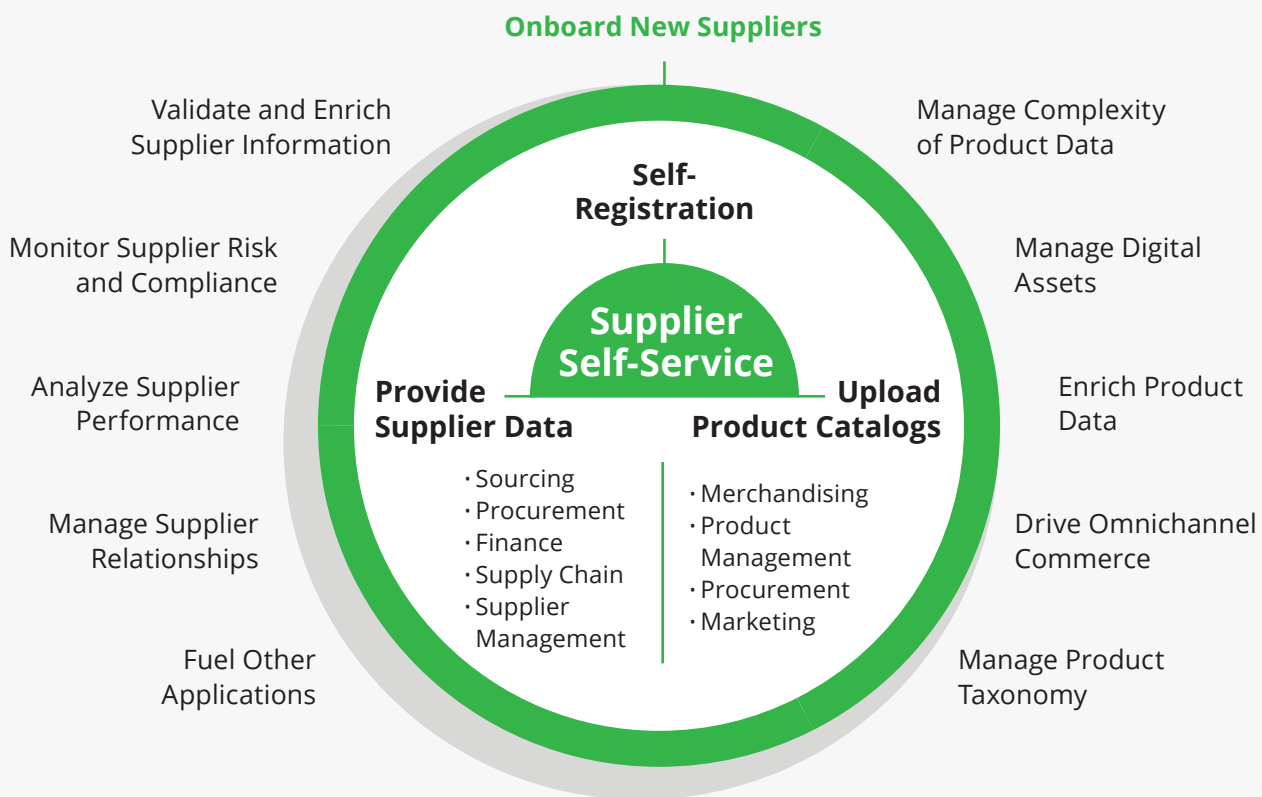 Onboard New Suppliers
Validate and Enrich
Supplier Information
Monitor Supplier Risk
and Compliance
Analyze Supplier
Performance
Manage Supplier
Relationships
Fuel Other
Applications
Self-
Registration
Supplier
Self-Service
Provide
Supplier Data
· Sourcing
· Procurement
· Finance
· Supply Chain
· Supplier
Management
Upload
Product Catalogs
· Merchandising
· Product
Management
· Procurement
· Marketing
Manage Complexity
of Product Data
Manage Digital
Assets
Enrich Product
Data
Drive Omnichannel
Commerce
Manage Product
Taxonomy